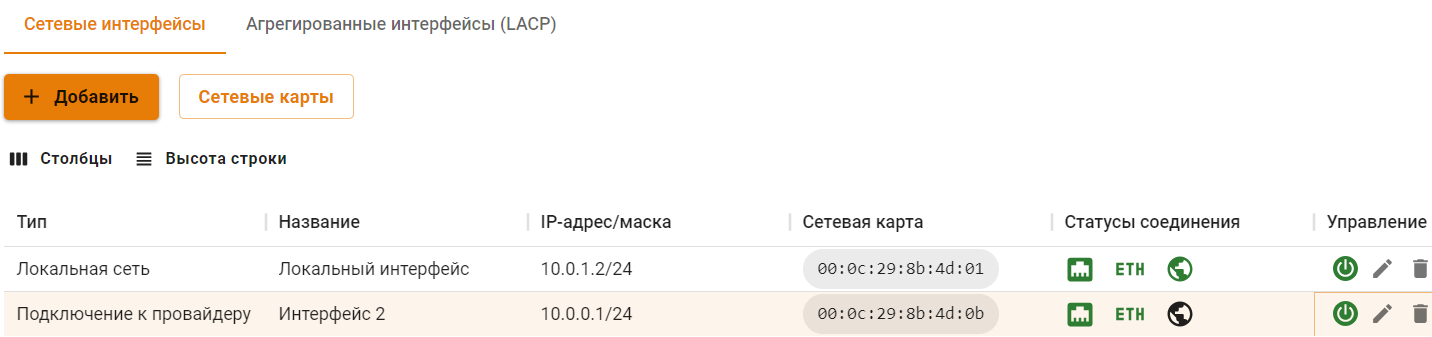 Сетевые интерфейсы Агрегированные интерфейсы (LACP)
+ Добавить Сетевые карты
Столбцы Высота строки
Тип Название IP-адрес/маска Сетевая карта Статусы соединения Управление
Локальная сеть Локальный интерфейс 10.0.1.2/24 00:0c:29:8b:4d:01 ETH
Подключение к провайдеру Интерфейс 2 10.0.0.1/24 00:0c:29:8b:4d:0b ETH